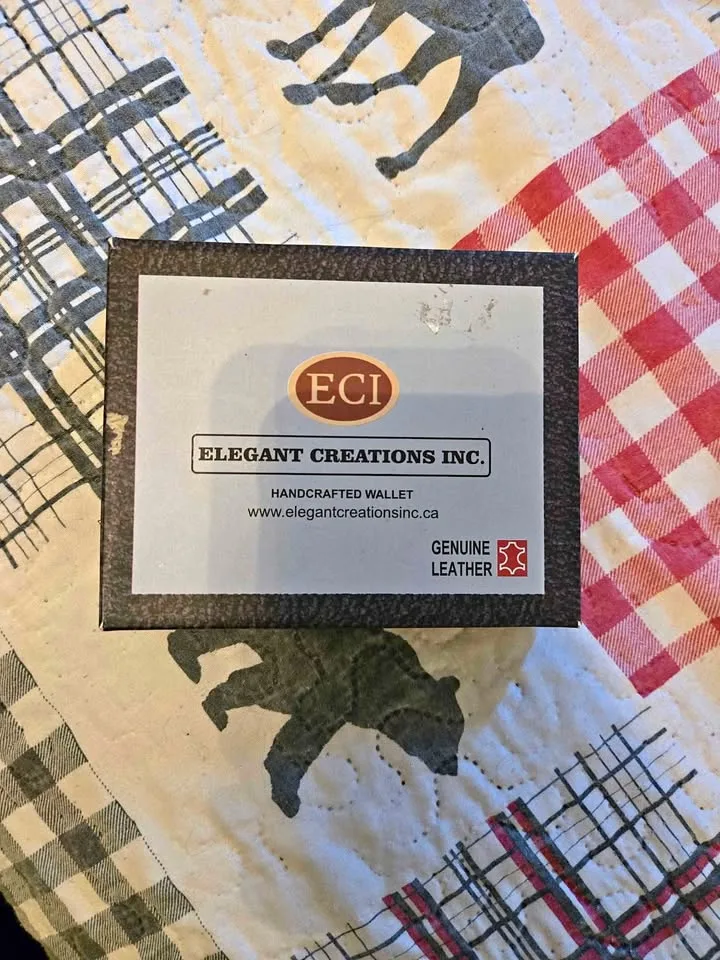 ECI
ELEGANT CREATIONS INC.
HANDCRAFTED WALLET
www.elegantcreationsinc.ca
GENUINE
LEATHER